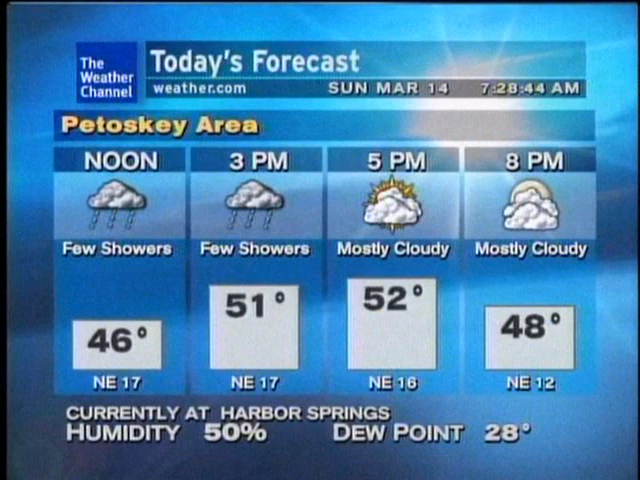 The
Weather
Channel
Today's Forecast
weather.com SUN MAR 14 7:28:44 AM
Petoskey Area
NOON 3 PM 5 PM 8 PM
Few Showers Few Showers Mostly Cloudy Mostly Cloudy
46° 51° 52° 48°
NE 17 NE 17 NE 16 NE 12
CURRENTLY AT HARBOR SPRINGS
HUMIDITY 50% DEW POINT 28°